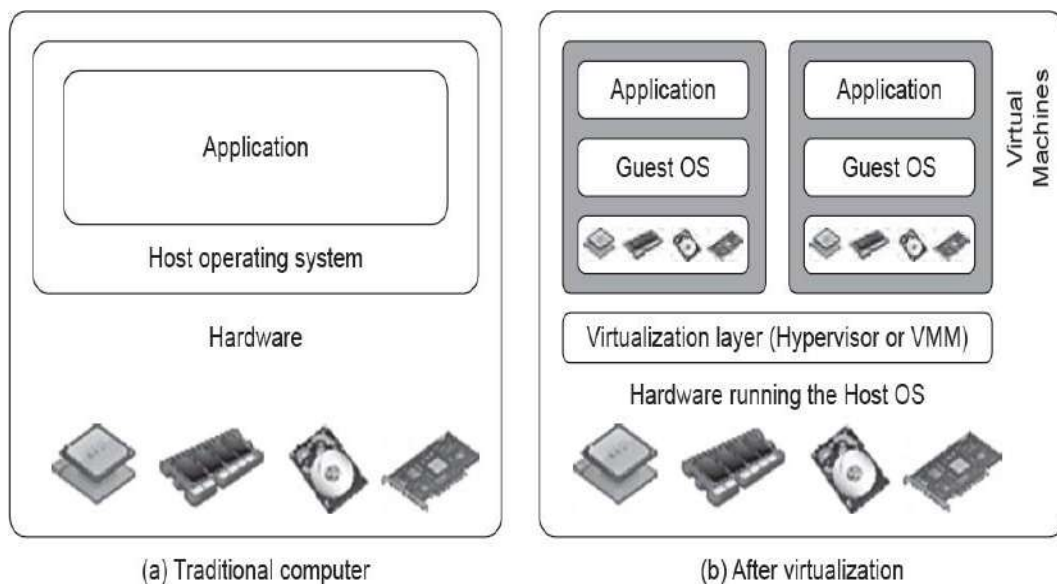 Application
Host operating system
Hardware
(a) Traditional computer
Application
Guest OS
Application
Guest OS
Virtual
Machines
Virtualization layer (Hypervisor or VMM)
Hardware running the Host OS
(b) After virtualization